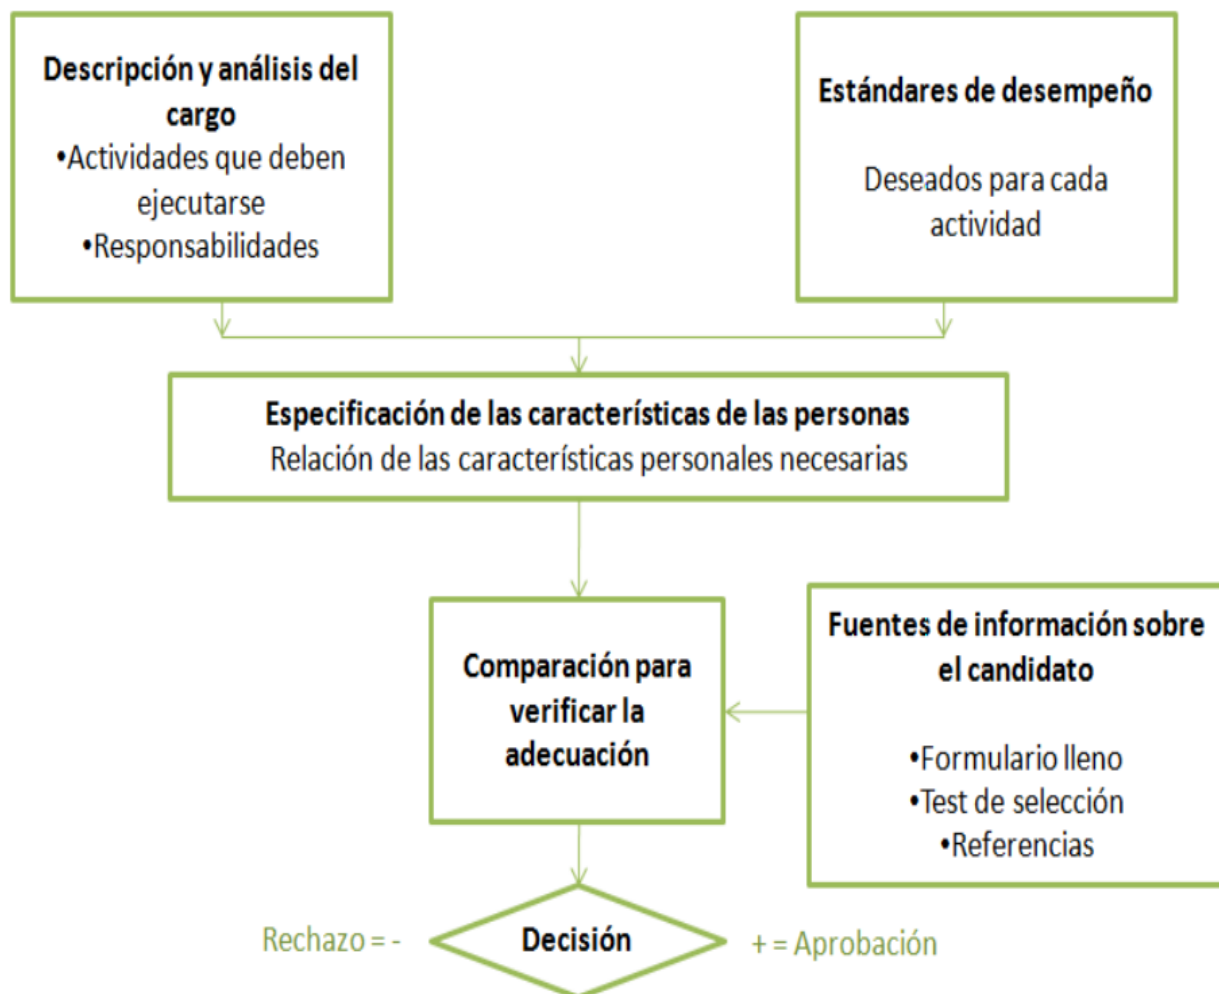 Descripción y análisis del
cargo
•Actividades que deben
ejecutarse
•Responsabilidades
Estándares de desempeño
Deseados para cada
actividad
Especificación de las características de las personas
Relación de las características personales necesarias
Comparación para
verificar la
adecuación
Fuentes de información sobre
el candidato
•Formulario lleno
•Test de selección
•Referencias
Rechazo = -
Decisión
+ = Aprobación